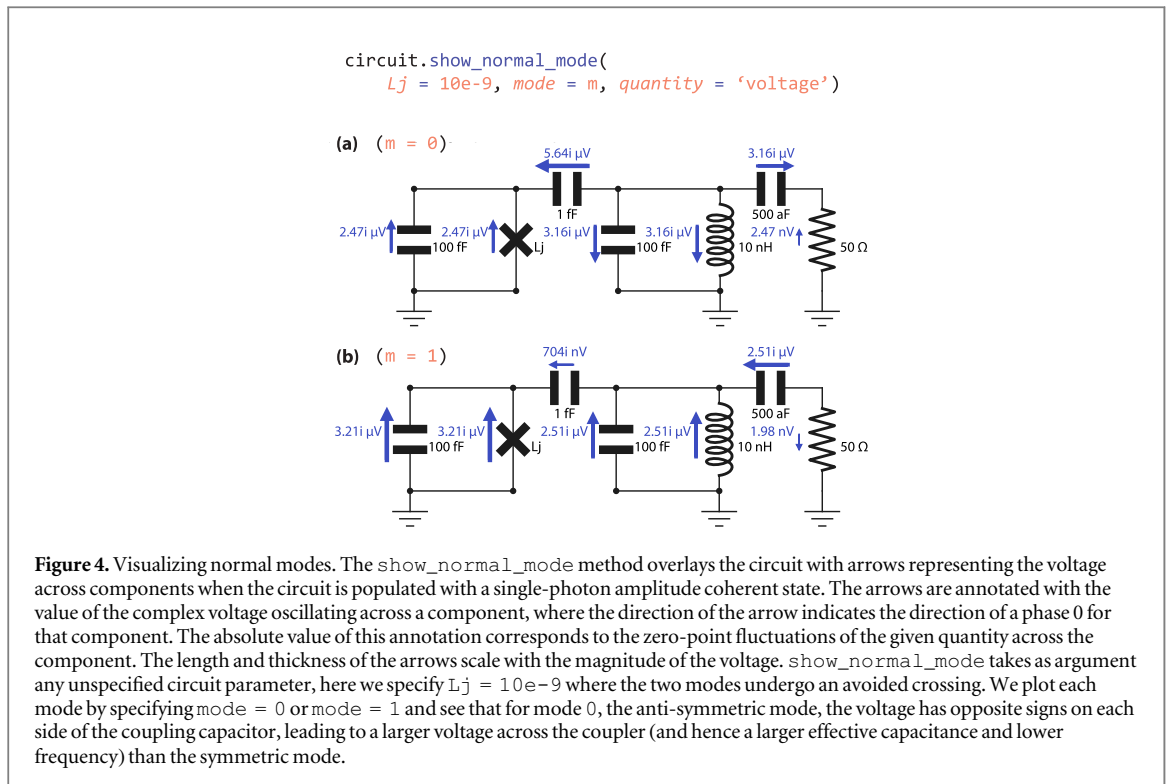 circuit.show_normal_mode(
Lj = 10e-9, mode = m, quantity = ‘voltage’)
(a) (m = 0)
5.64i μV
3.16i μV
1 fF
500 aF
2.47i μV
2.47i μV
3.16i μV
3.16i μV
2.47 nV
100 fF
Lj
100 fF
10 nH
50 Ω
(b) (m = 1)
704i nV
2.51i μV
1 fF
500 aF
3.21i μV
3.21i μV
2.51i μV
2.51i μV
1.98 nV
100 fF
Lj
100 fF
10 nH
50 Ω
Figure 4. Visualizing normal modes. The show_normal_mode method overlays the circuit with arrows representing the voltage
across components when the circuit is populated with a single-photon amplitude coherent state. The arrows are annotated with the
value of the complex voltage oscillating across a component, where the direction of the arrow indicates the direction of a phase 0 for
that component. The absolute value of this annotation corresponds to the zero-point fluctuations of the given quantity across the
component. The length and thickness of the arrows scale with the magnitude of the voltage. show_normal_mode takes as argument
any unspecified circuit parameter, here we specify Lj = 10e-9 where the two modes undergo an avoided crossing. We plot each
mode by specifying mode = 0 or mode = 1 and see that for mode 0, the anti-symmetric mode, the voltage has opposite signs on each
side of the coupling capacitor, leading to a larger voltage across the coupler (and hence a larger effective capacitance and lower
frequency) than the symmetric mode.